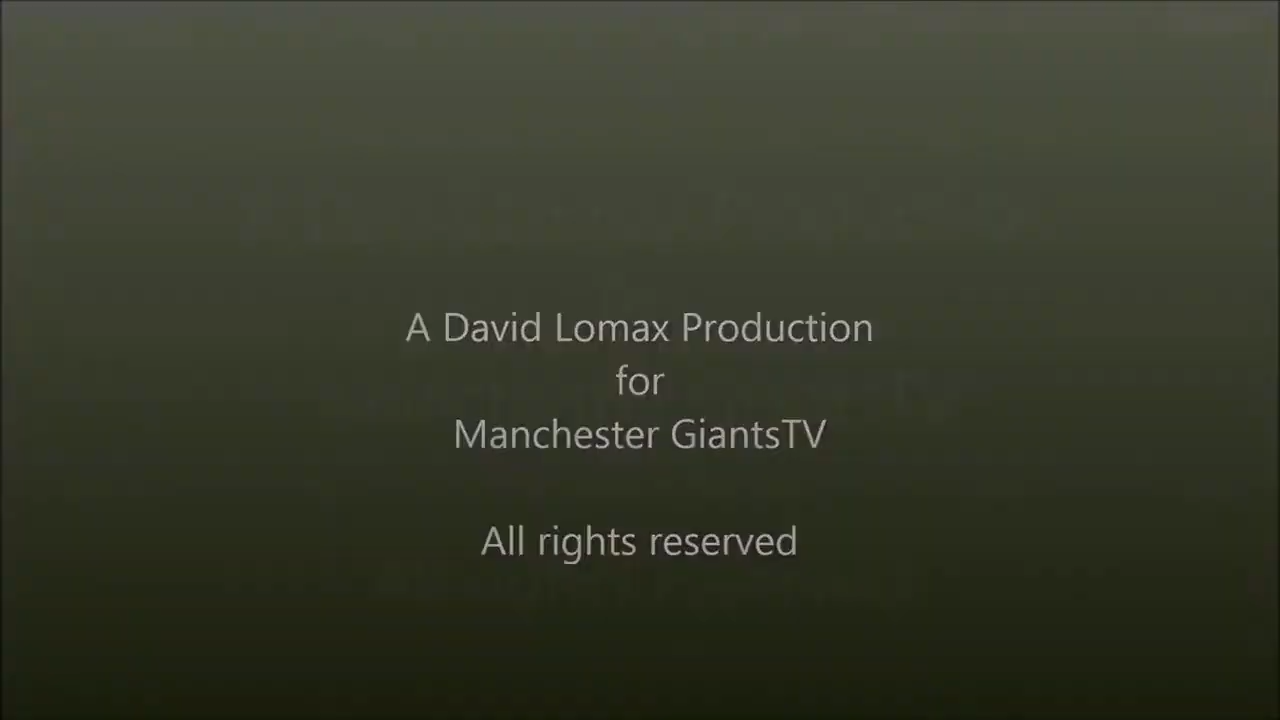 A David Lomax Production
for
Manchester GiantsTV
All rights reserved